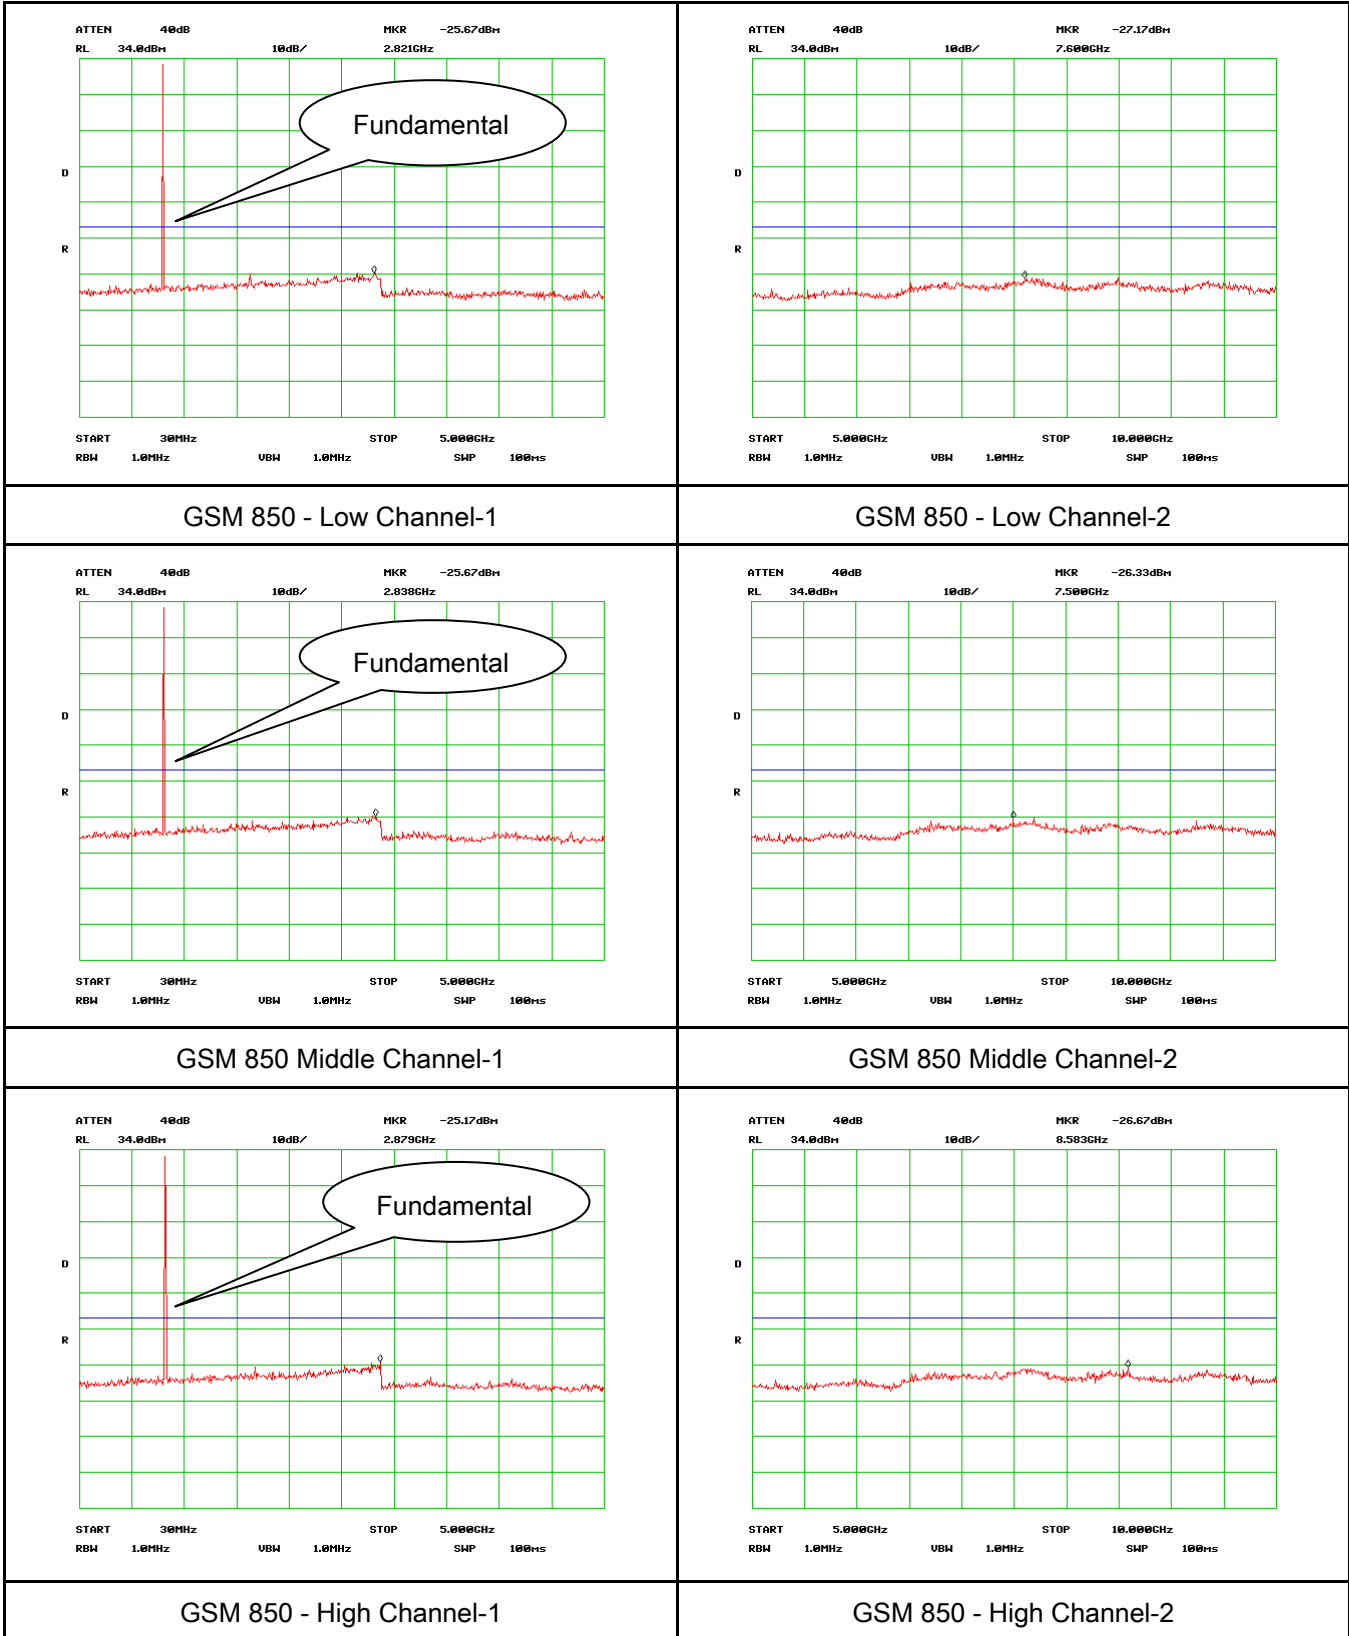 ATTEN 40dB MKR -25.67dBm
RL 34.0dBm 10dB/ 2.821GHz
Fundamental
D
R
START 30MHz STOP 5.000GHz
RBW 1.0MHz VBW 1.0MHz SWP 100ms
GSM 850 - Low Channel-1
ATTEN 40dB MKR -27.17dBm
RL 34.0dBm 10dB/ 7.600GHz
D
R
START 5.000GHz STOP 10.000GHz
RBW 1.0MHz VBW 1.0MHz SWP 100ms
GSM 850 - Low Channel-2
ATTEN 40dB MKR -25.67dBm
RL 34.0dBm 10dB/ 2.838GHz
Fundamental
D
R
START 30MHz STOP 5.000GHz
RBW 1.0MHz VBW 1.0MHz SWP 100ms
GSM 850 Middle Channel-1
ATTEN 40dB MKR -26.33dBm
RL 34.0dBm 10dB/ 7.500GHz
D
R
START 5.000GHz STOP 10.000GHz
RBW 1.0MHz VBW 1.0MHz SWP 100ms
GSM 850 Middle Channel-2
ATTEN 40dB MKR -25.17dBm
RL 34.0dBm 10dB/ 2.879GHz
Fundamental
D
R
START 30MHz STOP 5.000GHz
RBW 1.0MHz VBW 1.0MHz SWP 100ms
GSM 850 - High Channel-1
ATTEN 40dB MKR -26.67dBm
RL 34.0dBm 10dB/ 8.583GHz
D
R
START 5.000GHz STOP 10.000GHz
RBW 1.0MHz VBW 1.0MHz SWP 100ms
GSM 850 - High Channel-2